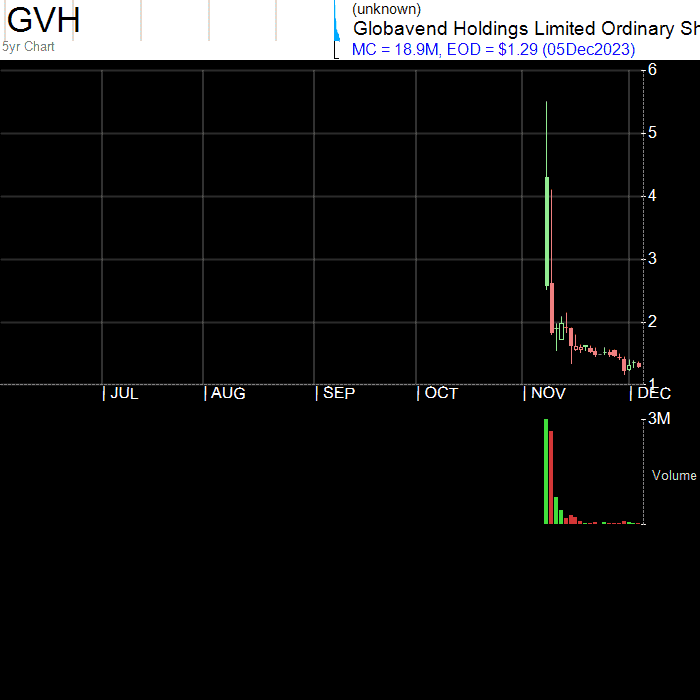 GVH
5yr Chart
(unknown)
Globavend Holdings Limited Ordinary Sh
MC = 18.9M, EOD = $1.29 (05Dec2023)
6
5
4
3
2
1
JUL AUG SEP OCT NOV DEC
3M
Volume